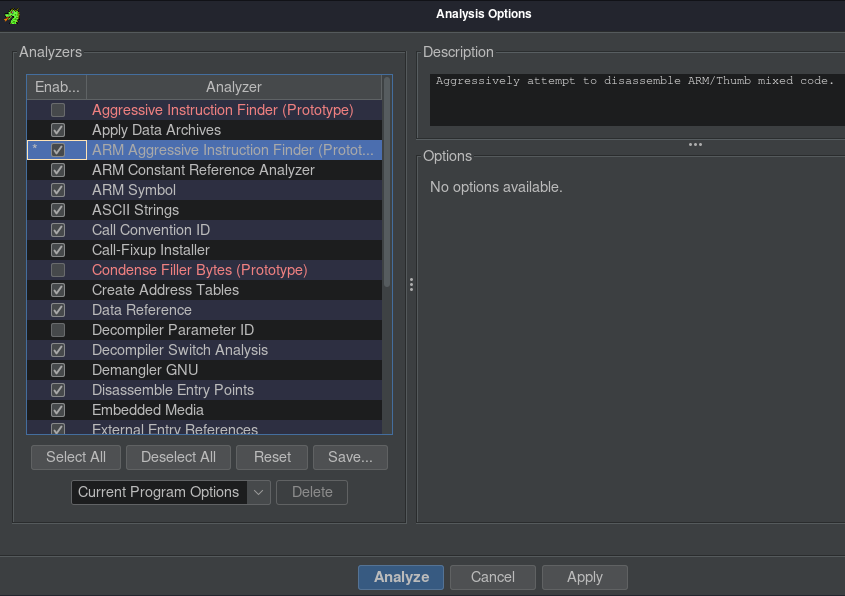 Analysis Options
Analyzers
Enab... Analyzer
Aggressive Instruction Finder (Prototype)
Apply Data Archives
* ARM Aggressive Instruction Finder (Protot...
ARM Constant Reference Analyzer
ARM Symbol
ASCII Strings
Call Convention ID
Call-Fixup Installer
Condense Filler Bytes (Prototype)
Create Address Tables
Data Reference
Decompiler Parameter ID
Decompiler Switch Analysis
Demangler GNU
Disassemble Entry Points
Embedded Media
External Entry References
Select All Deselect All Reset Save...
Current Program Options Delete
Description
Aggressively attempt to disassemble ARM/Thumb mixed code.
Options
No options available.
Analyze Cancel Apply